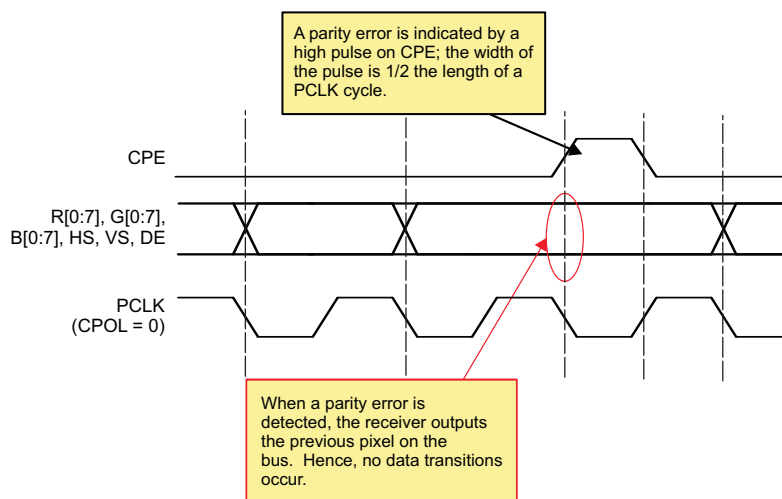 A parity error is indicated by a
high pulse on CPE; the width of
the pulse is 1/2 the length of a
PCLK cycle.
CPE
R[0:7], G[0:7],
B[0:7], HS, VS, DE
PCLK
(CPOL = 0)
When a parity error is
detected, the receiver outputs
the previous pixel on the
bus. Hence, no data transitions
occur.